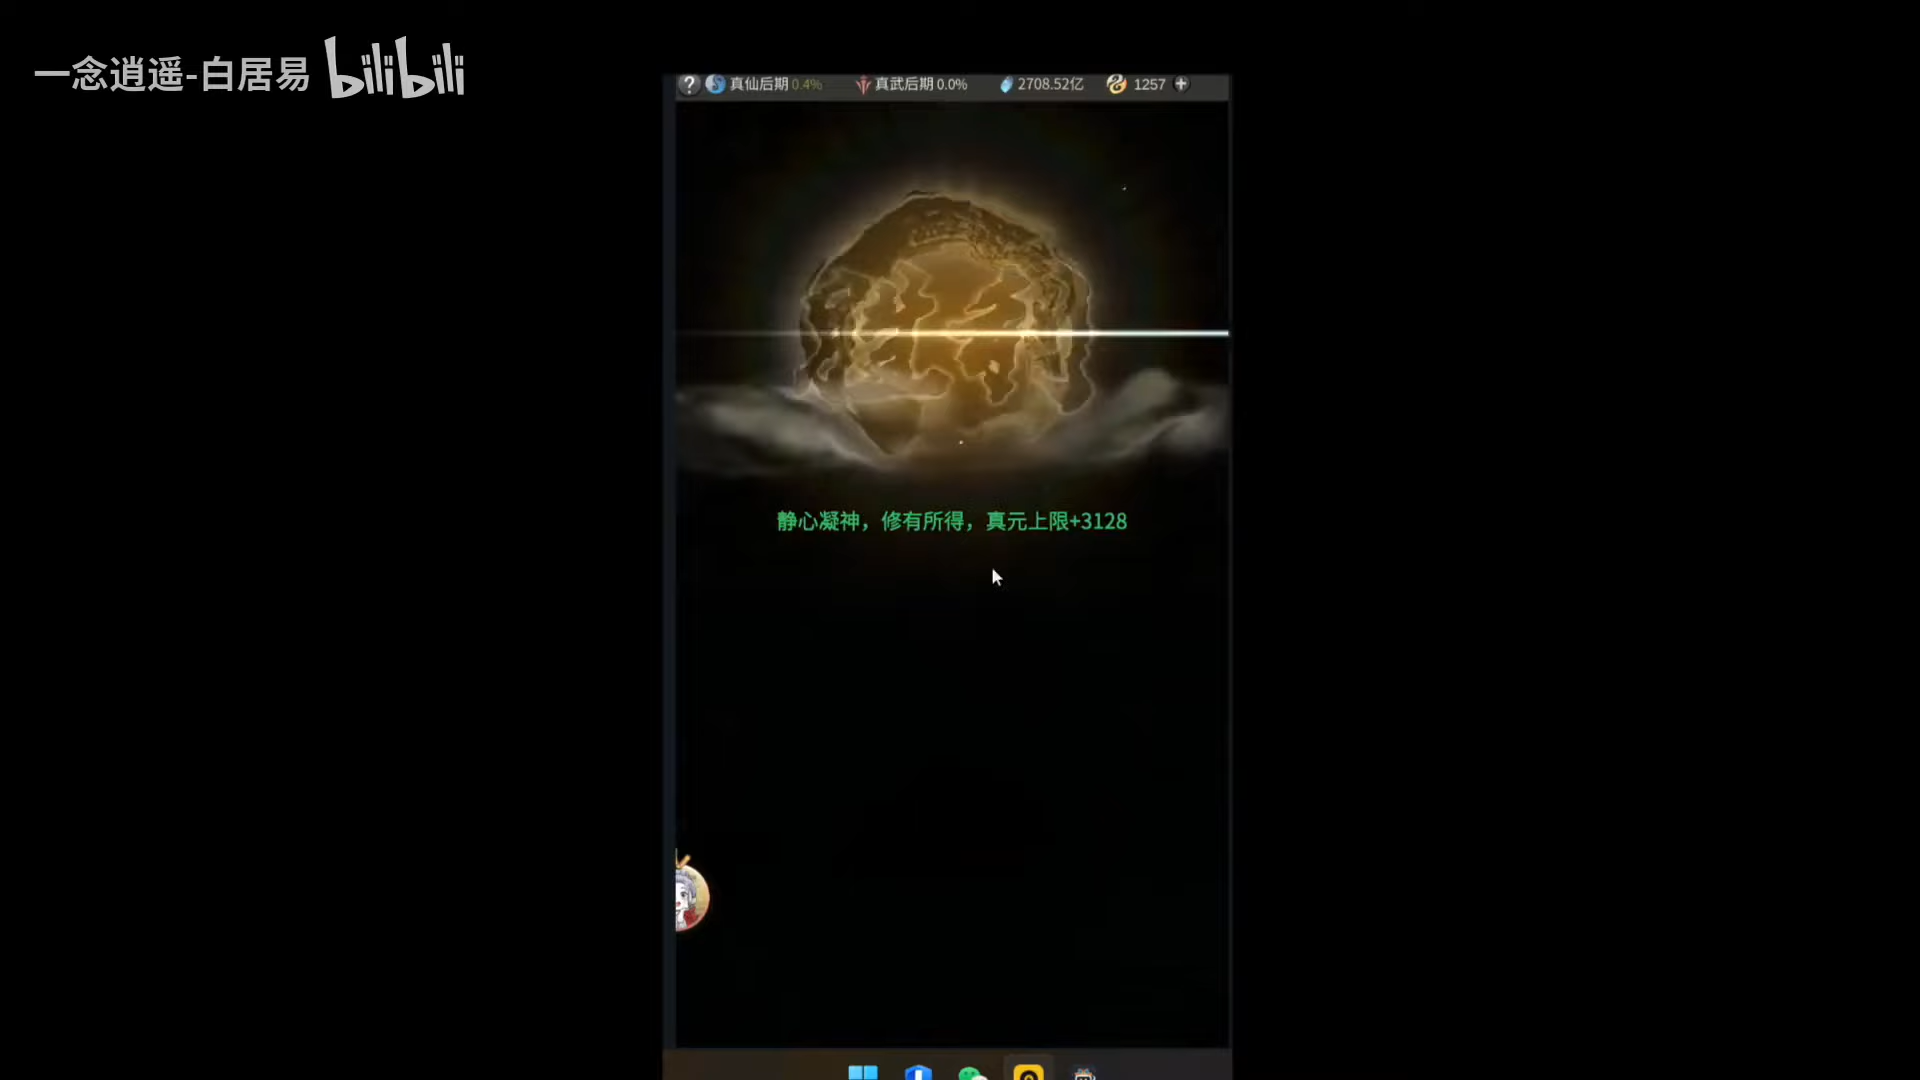 一念逍遥-白居易 bilibili
? 真仙后期 0.4% 真武后期 0.0% 2708.52亿 1257 +
静心凝神，修有所得，真元上限+3128